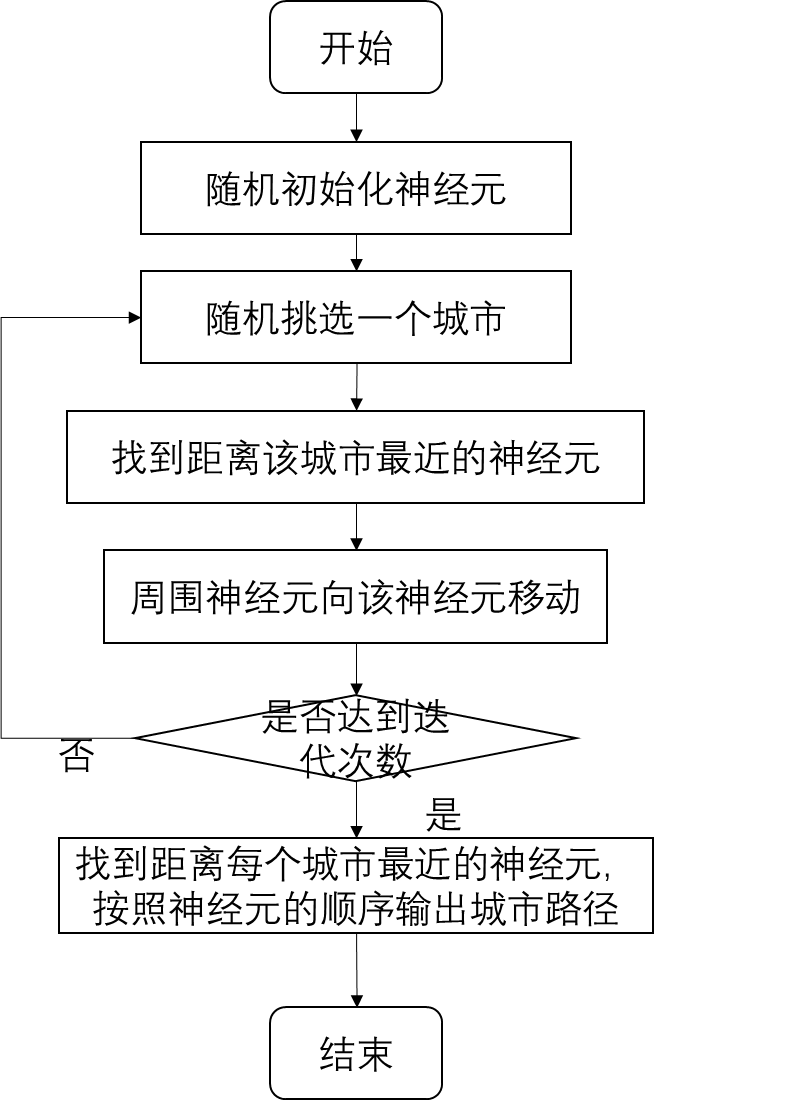 开始
随机初始化神经元
随机挑选一个城市
找到距离该城市最近的神经元
周围神经元向该神经元移动
是否达到迭
代次数
否
是
找到距离每个城市最近的神经元,
按照神经元的顺序输出城市路径
结束